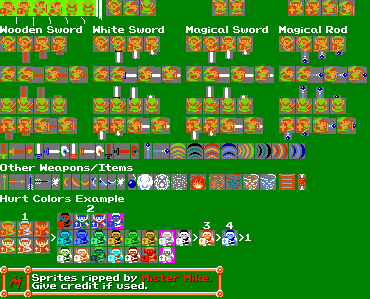 Wooden Sword White Sword Magical Sword Magical Rod
Other Weapons/Items
Hurt Colors Example
1 2 3 4
> > > >1
Sprites ripped by Mister Mike.
Give credit if used.